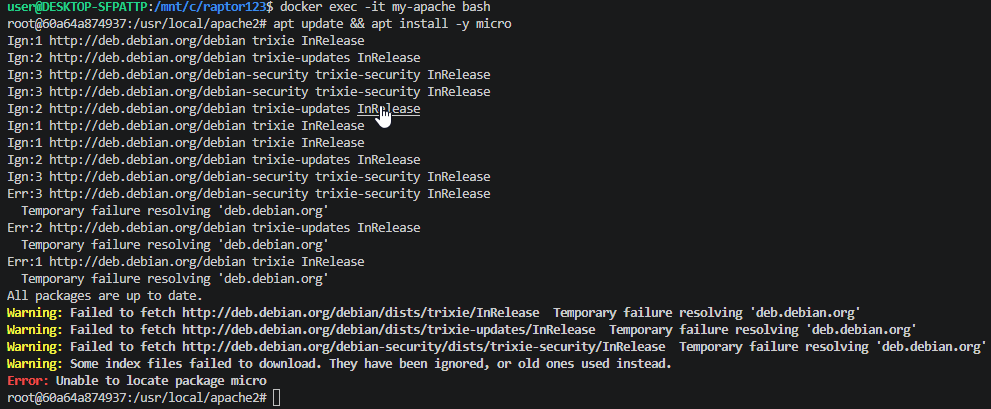 user@DESKTOP-SFPATTP:/mnt/c/raptor123$ docker exec -it my-apache bash
root@60a64a874937:/usr/local/apache2# apt update && apt install -y micro
Ign:1 http://deb.debian.org/debian trixie InRelease
Ign:2 http://deb.debian.org/debian trixie-updates InRelease
Ign:3 http://deb.debian.org/debian-security trixie-security InRelease
Ign:3 http://deb.debian.org/debian-security trixie-security InRelease
Ign:2 http://deb.debian.org/debian trixie-updates InRelease
Ign:1 http://deb.debian.org/debian trixie InRelease
Ign:1 http://deb.debian.org/debian trixie InRelease
Ign:2 http://deb.debian.org/debian trixie-updates InRelease
Ign:3 http://deb.debian.org/debian-security trixie-security InRelease
Err:3 http://deb.debian.org/debian-security trixie-security InRelease
  Temporary failure resolving 'deb.debian.org'
Err:2 http://deb.debian.org/debian trixie-updates InRelease
  Temporary failure resolving 'deb.debian.org'
Err:1 http://deb.debian.org/debian trixie InRelease
  Temporary failure resolving 'deb.debian.org'
All packages are up to date.
Warning: Failed to fetch http://deb.debian.org/debian/dists/trixie/InRelease  Temporary failure resolving 'deb.debian.org'
Warning: Failed to fetch http://deb.debian.org/debian/dists/trixie-updates/InRelease  Temporary failure resolving 'deb.debian.org'
Warning: Failed to fetch http://deb.debian.org/debian-security/dists/trixie-security/InRelease  Temporary failure resolving 'deb.debian.org'
Warning: Some index files failed to download. They have been ignored, or old ones used instead.
Error: Unable to locate package micro
root@60a64a874937:/usr/local/apache2#